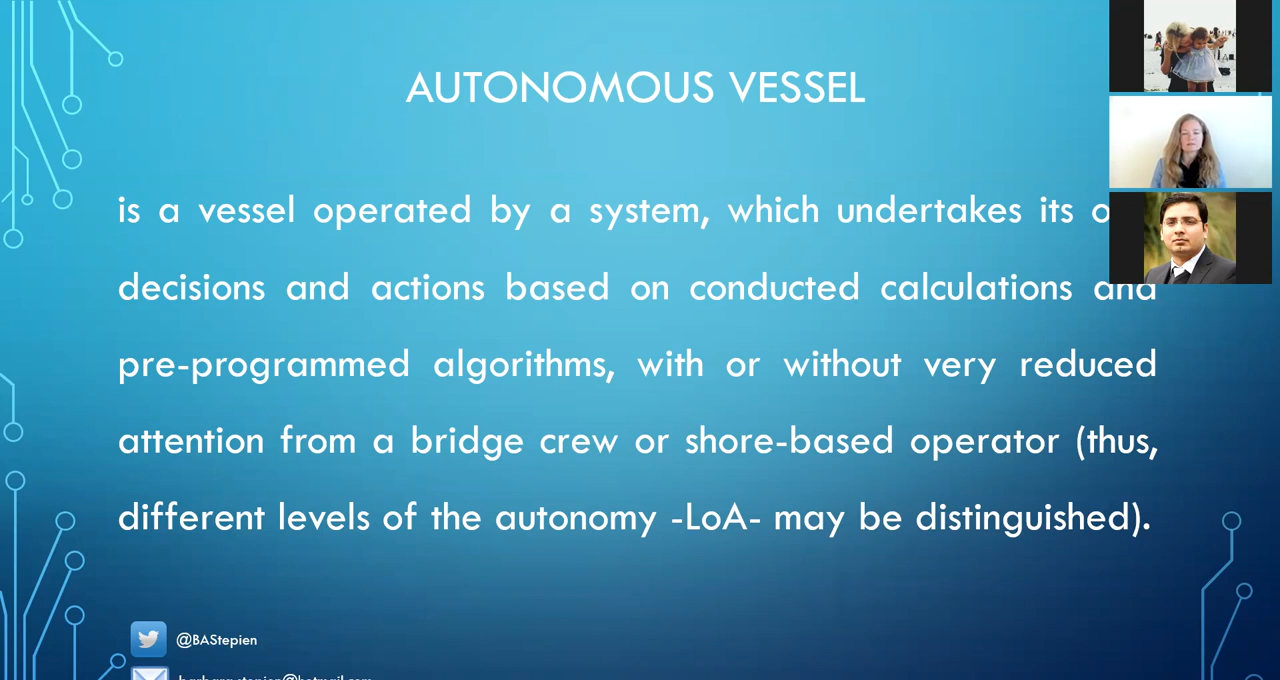 AUTONOMOUS VESSEL
is a vessel operated by a system, which undertakes its
decisions and actions based on conducted calculations and
pre-programmed algorithms, with or without very reduced
attention from a bridge crew or shore-based operator (thus,
different levels of the autonomy -LoA- may be distinguished).
@BAStepien